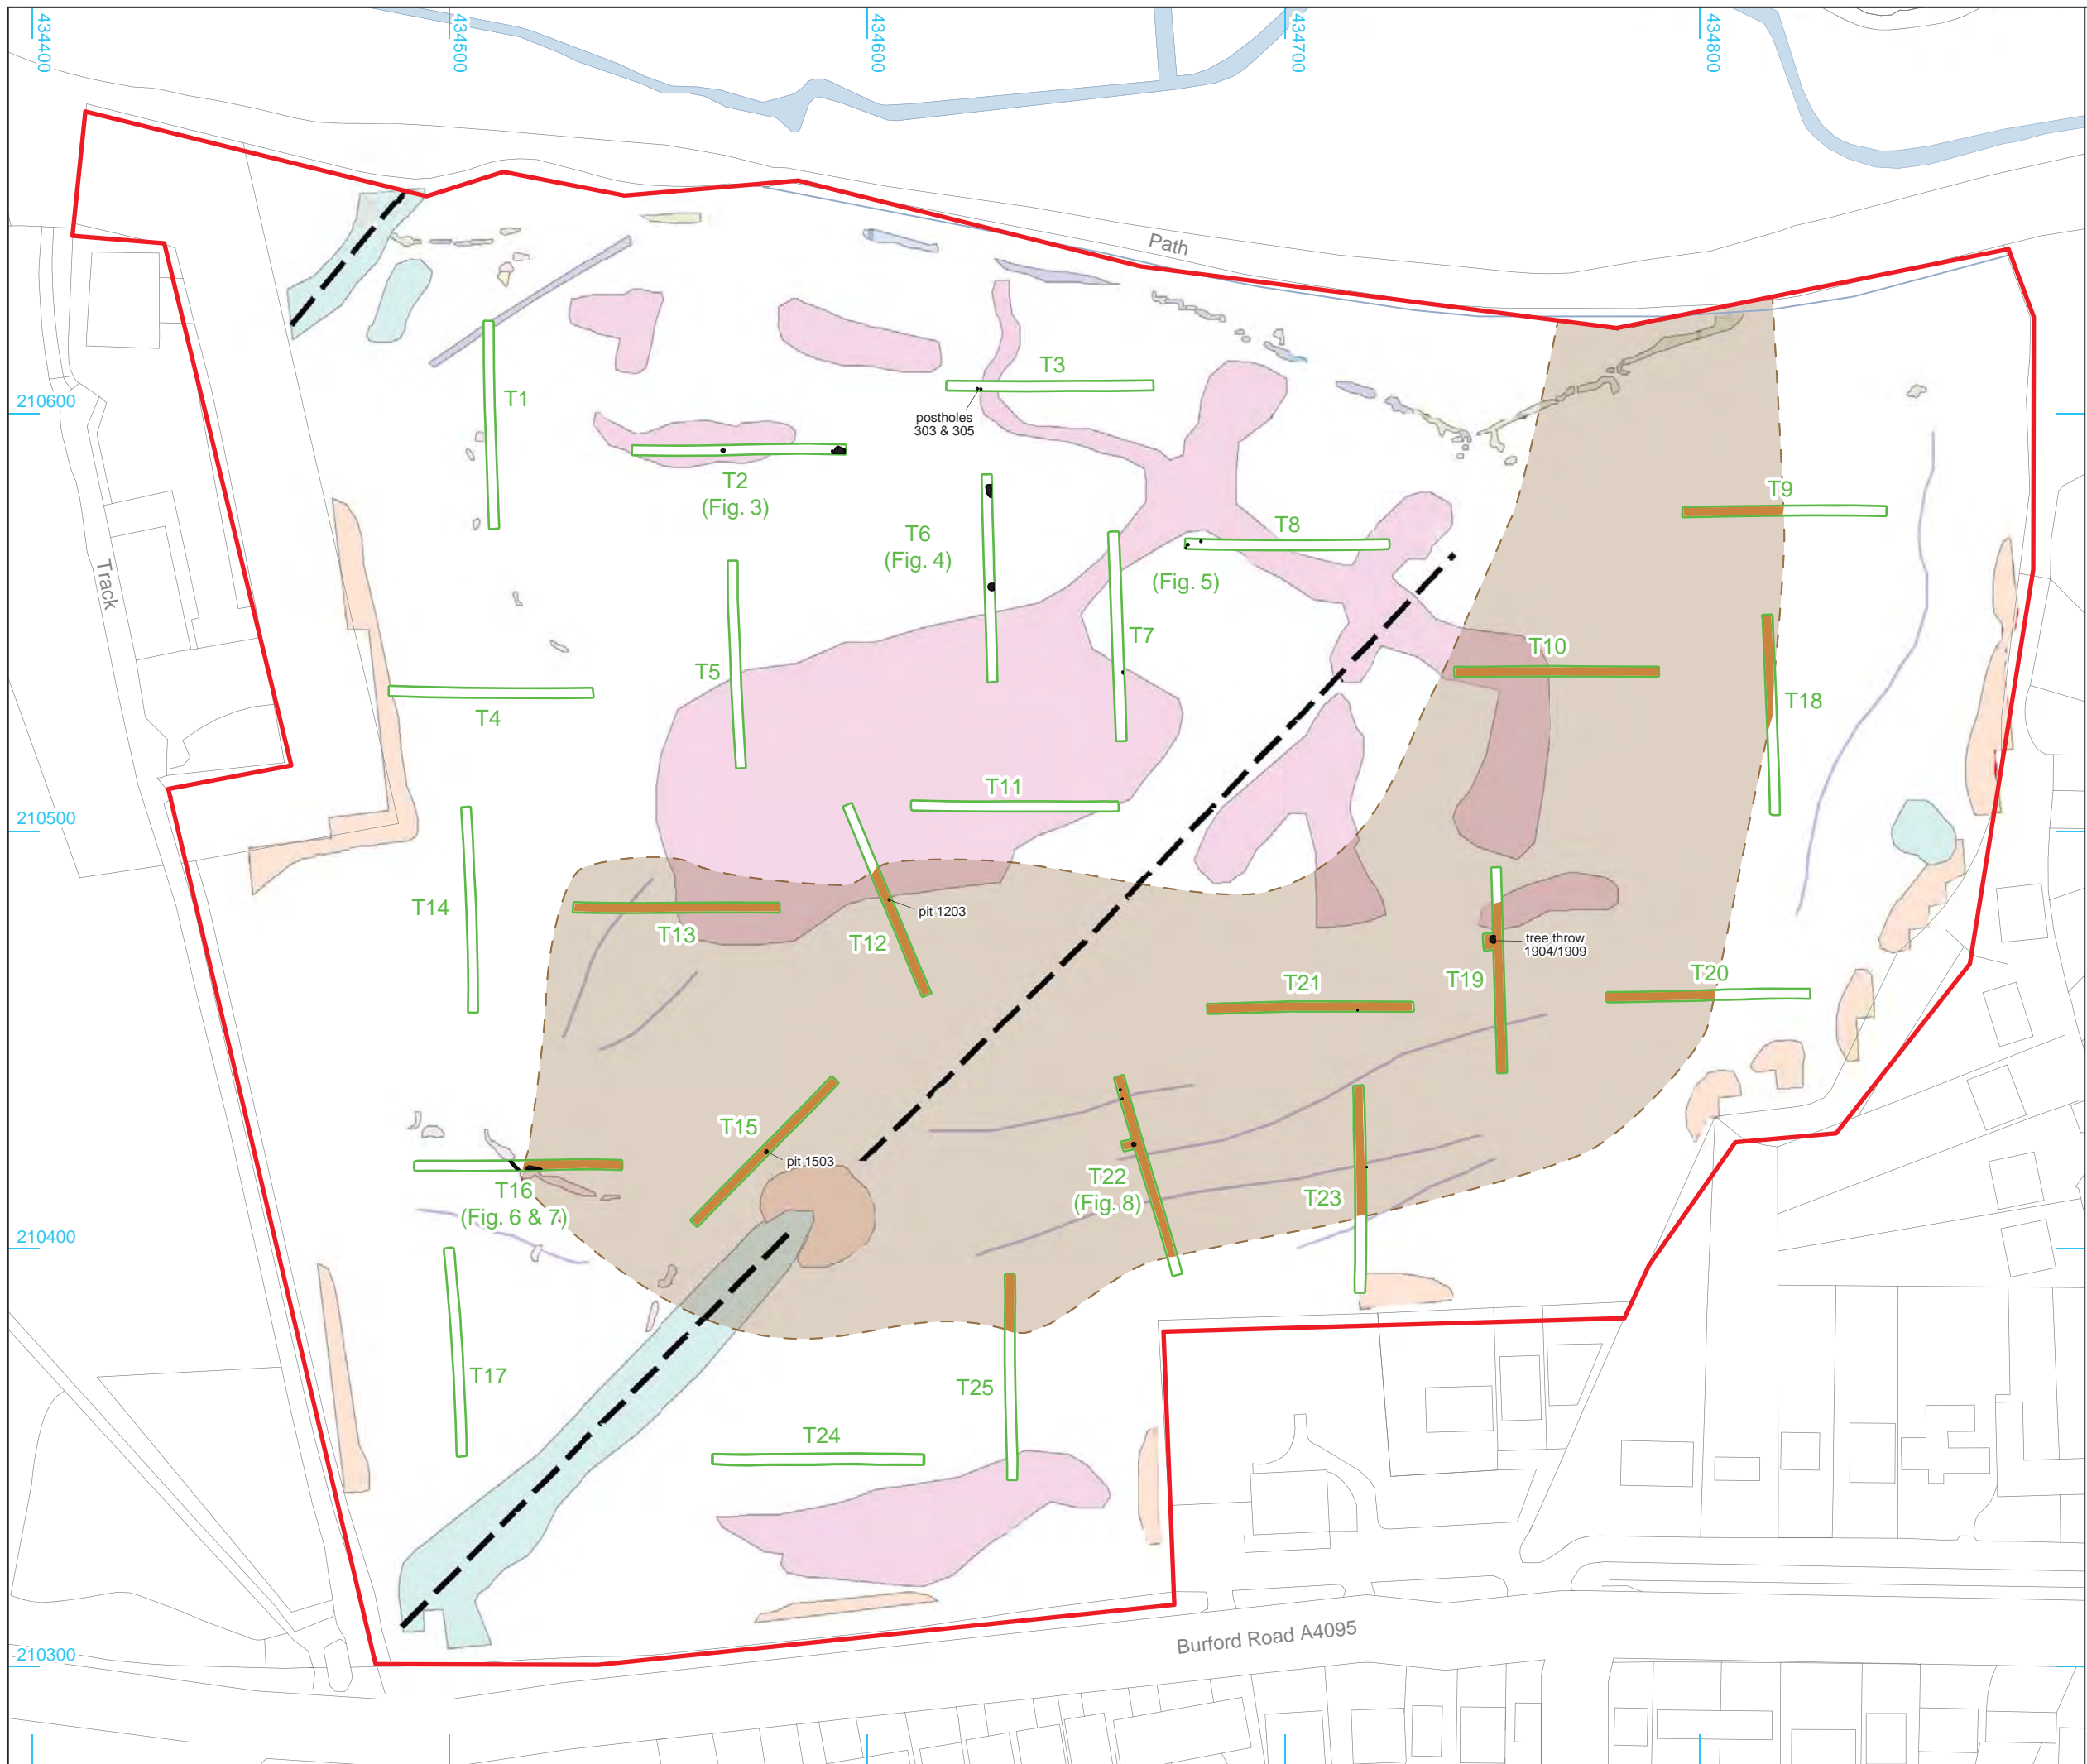 434400
434500
434600
434700
434800
Path
T1
T3
210600
postholes
303 & 305
T2
(Fig. 3)
T9
T6
(Fig. 4)
T8
(Fig. 5)
Track
T7
T10
T5
T18
T4
T11
210500
T14
pit 1203
T13
T12
tree throw
1904/1909
T19
T20
T21
T15
pit 1503
T22
(Fig. 8)
T16
(Fig. 6 & 7)
T23
210400
T17
T25
T24
Burford Road A4095
210300